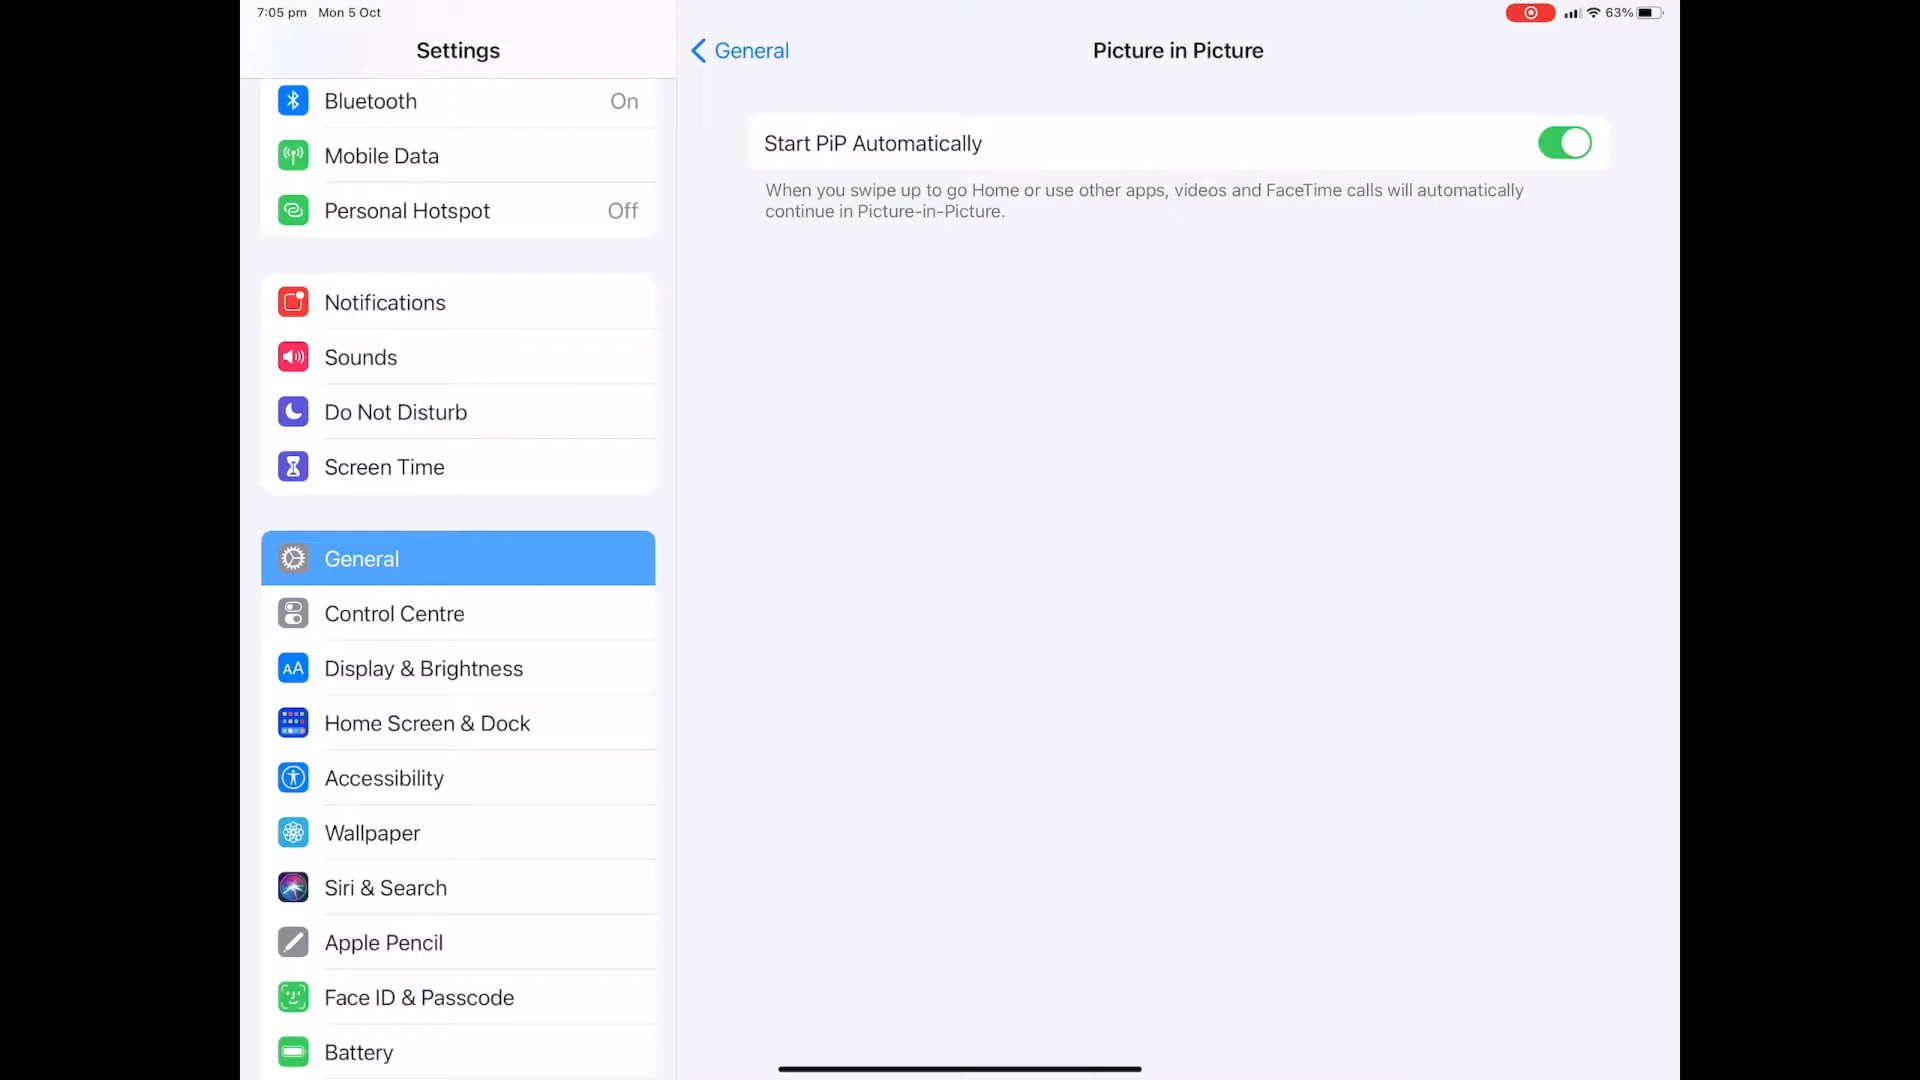 7:05 pm Mon 5 Oct
63%
Settings
Bluetooth On
Mobile Data
Personal Hotspot Off
Notifications
Sounds
Do Not Disturb
Screen Time
General
Control Centre
AA Display & Brightness
Home Screen & Dock
Accessibility
Wallpaper
Siri & Search
Apple Pencil
Face ID & Passcode
Battery
General
Picture in Picture
Start PiP Automatically
When you swipe up to go Home or use other apps, videos and FaceTime calls will automatically
continue in Picture-in-Picture.